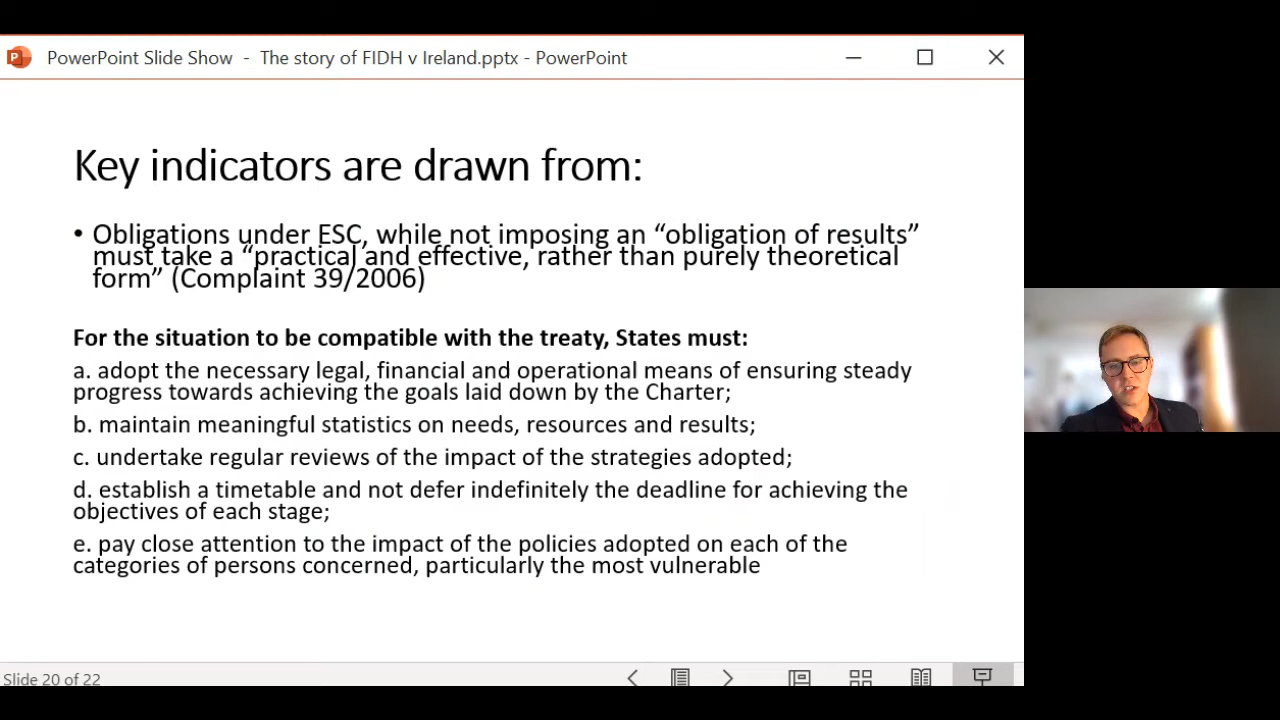 PowerPoint Slide Show - The story of FIDH v Ireland.pptx - PowerPoint
Key indicators are drawn from:
• Obligations under ESC, while not imposing an “obligation of results”
must take a “practical and effective, rather than purely theoretical
form” (Complaint 39/2006)
For the situation to be compatible with the treaty, States must:
a. adopt the necessary legal, financial and operational means of ensuring steady
progress towards achieving the goals laid down by the Charter;
b. maintain meaningful statistics on needs, resources and results;
c. undertake regular reviews of the impact of the strategies adopted;
d. establish a timetable and not defer indefinitely the deadline for achieving the
objectives of each stage;
e. pay close attention to the impact of the policies adopted on each of the
categories of persons concerned, particularly the most vulnerable
Slide 20 of 22